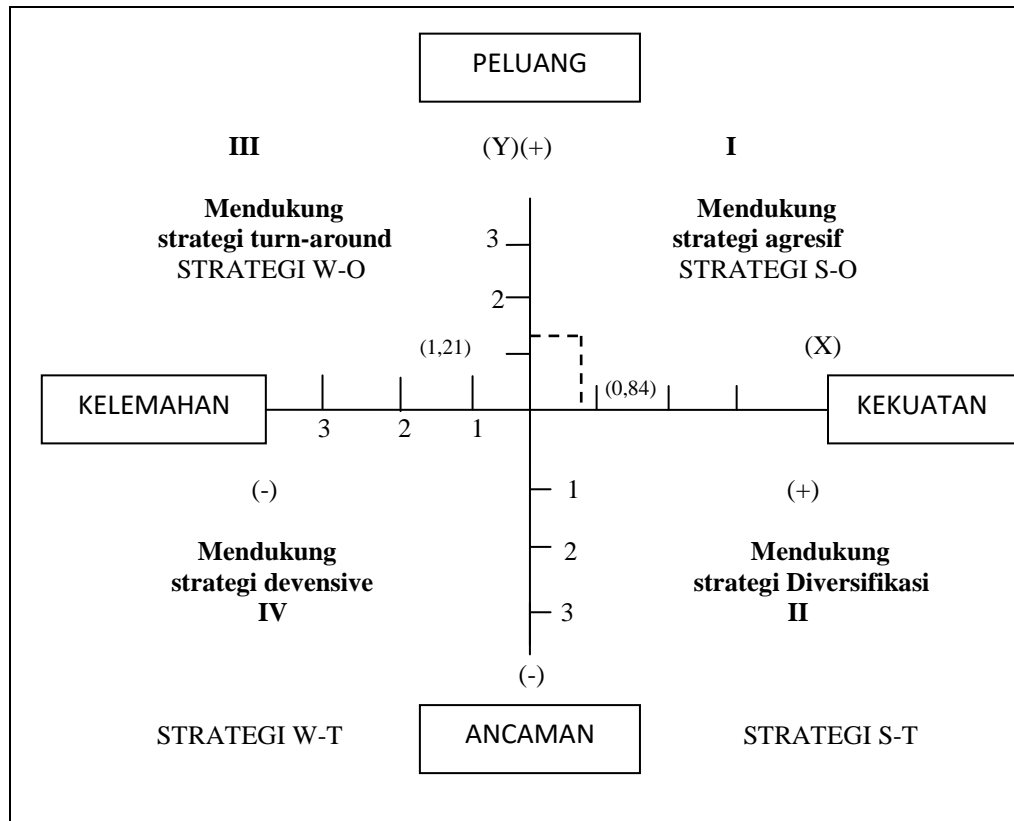 PELUANG
III
(Y)(+)
I
Mendukung
strategi turn-around
STRATEGI W-O
Mendukung
strategi agresif
STRATEGI S-O
3
2
(1,21)
(X)
KELEMAHAN
(0,84)
KEKUATAN
3
2
1
(-)
1
(+)
Mendukung
strategi devensive
IV
2
3
Mendukung
strategi Diversifikasi
II
(-)
STRATEGI W-T
ANCAMAN
STRATEGI S-T